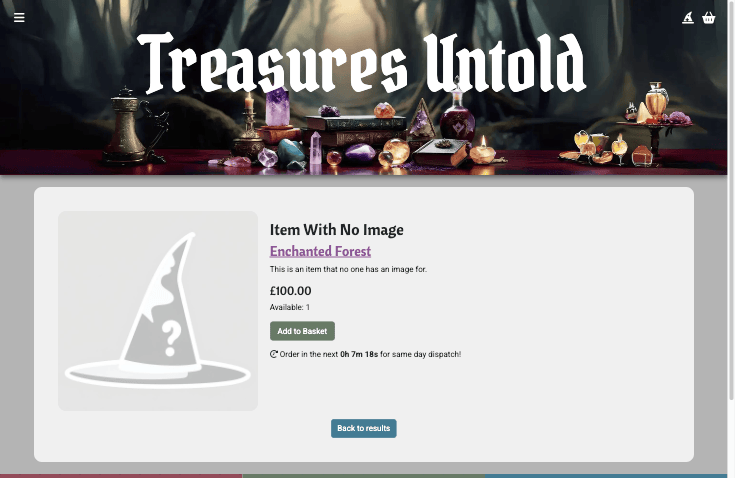 Treasures Untold
Item With No Image
Enchanted Forest
This is an item that no one has an image for.
£100.00
Available: 1
Add to Basket
Order in the next 0h 7m 18s for same day dispatch!
?
Back to results